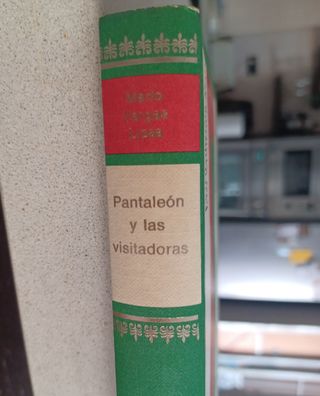 Mario
Vargas
Llosa
Pantaleón
y las
visitadoras